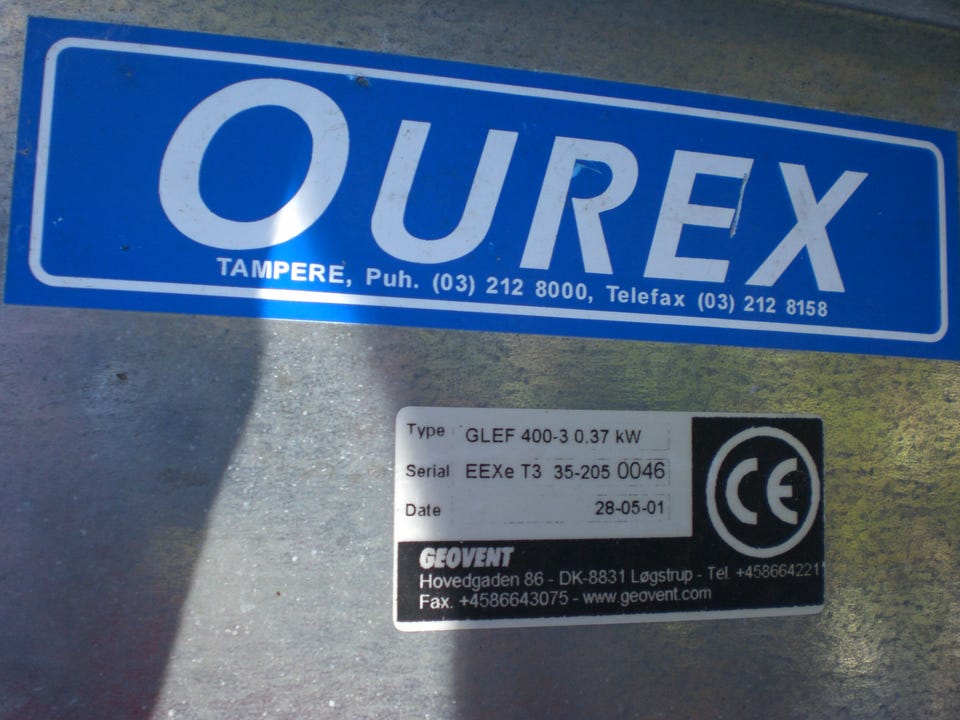 OUREX
TAMPERE, Puh. (03) 212 8000, Telefax (03) 212 8158
Type GLEF 400-3 0.37 kW
Serial EEXe T3 35-205 0046
Date 28-05-01
CE
GEOVENT
Hovedgaden 86 - DK-8831 Løgstrup - Tel.
Fax. +4586643075 - www.geovent.com